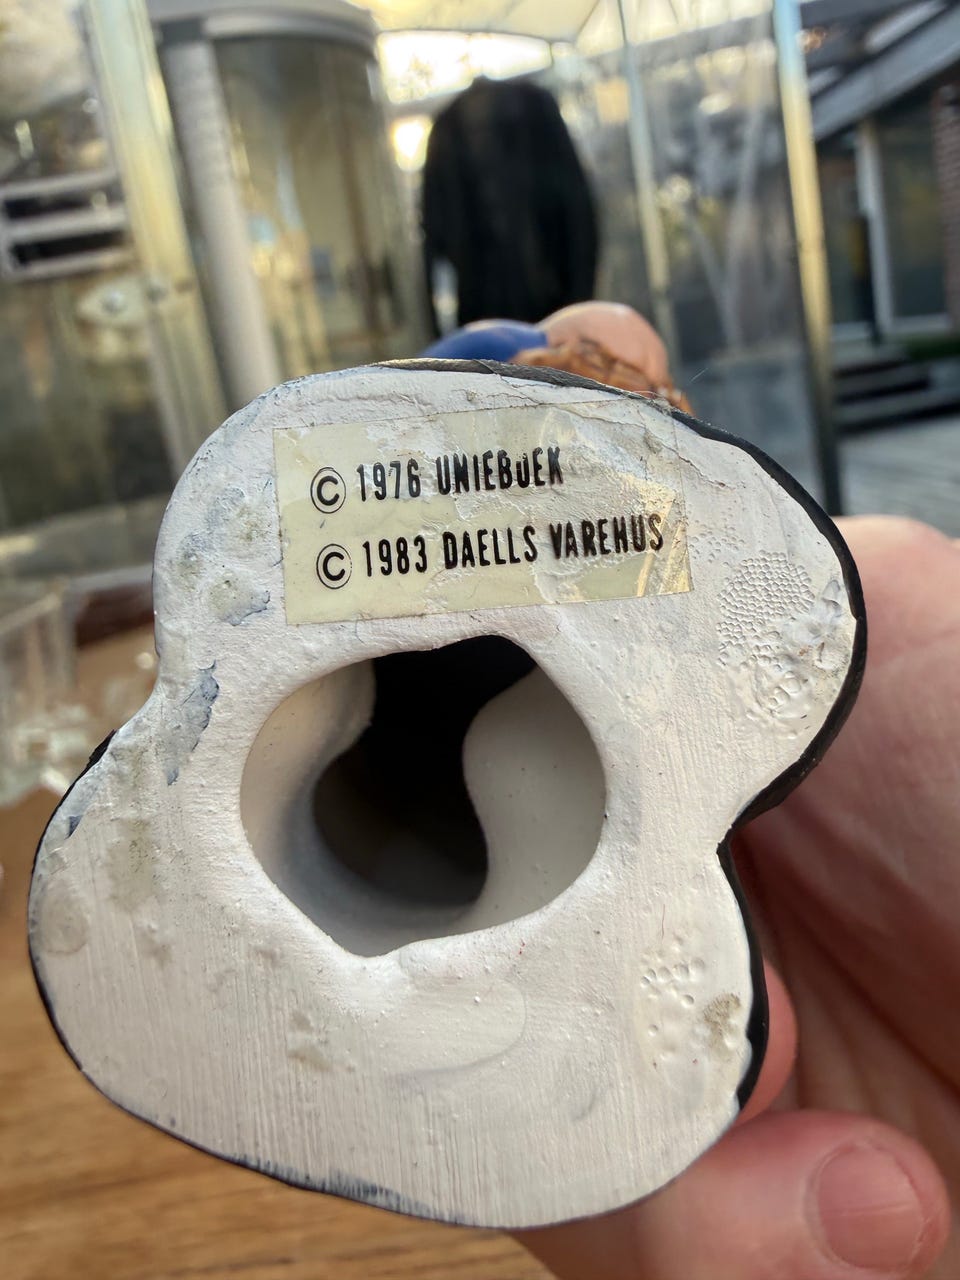 © 1976 UNIEBOEK
© 1983 DAELLS VAREHUS